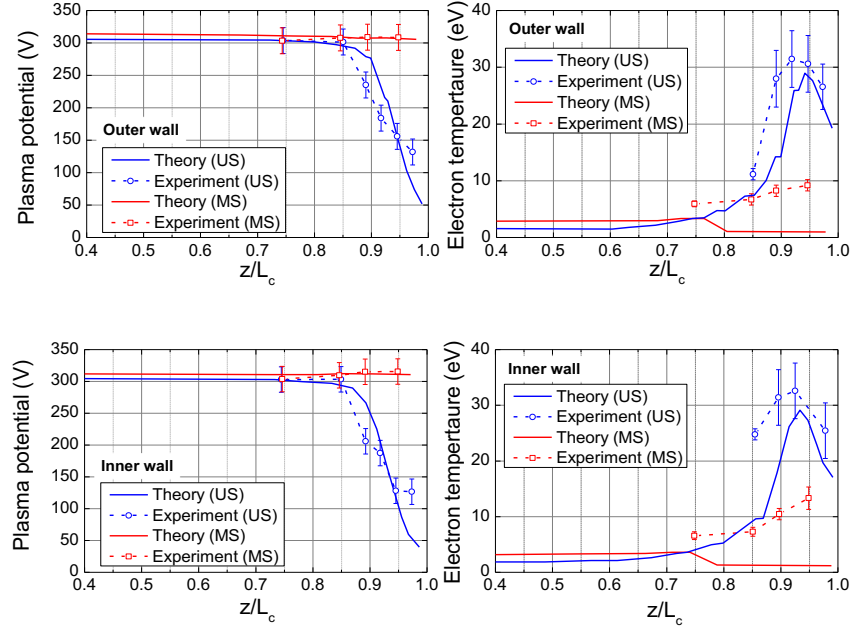 Plasma potential (V)
350
300
250
200
150
100
50
0
Outer wall
Theory (US)
Experiment (US)
Theory (MS)
Experiment (MS)
0.4 0.5 0.6 0.7 0.8 0.9 1.0
z/Lc
Electron tempertaure (eV)
40
30
20
10
0
Outer wall
Theory (US)
Experiment (US)
Theory (MS)
Experiment (MS)
0.4 0.5 0.6 0.7 0.8 0.9 1.0
z/Lc
Plasma potential (V)
350
300
250
200
150
100
50
0
Inner wall
Theory (US)
Experiment (US)
Theory (MS)
Experiment (MS)
0.4 0.5 0.6 0.7 0.8 0.9 1.0
z/Lc
Electron tempertaure (eV)
40
30
20
10
0
Inner wall
Theory (US)
Experiment (US)
Theory (MS)
Experiment (MS)
0.4 0.5 0.6 0.7 0.8 0.9 1.0
z/Lc